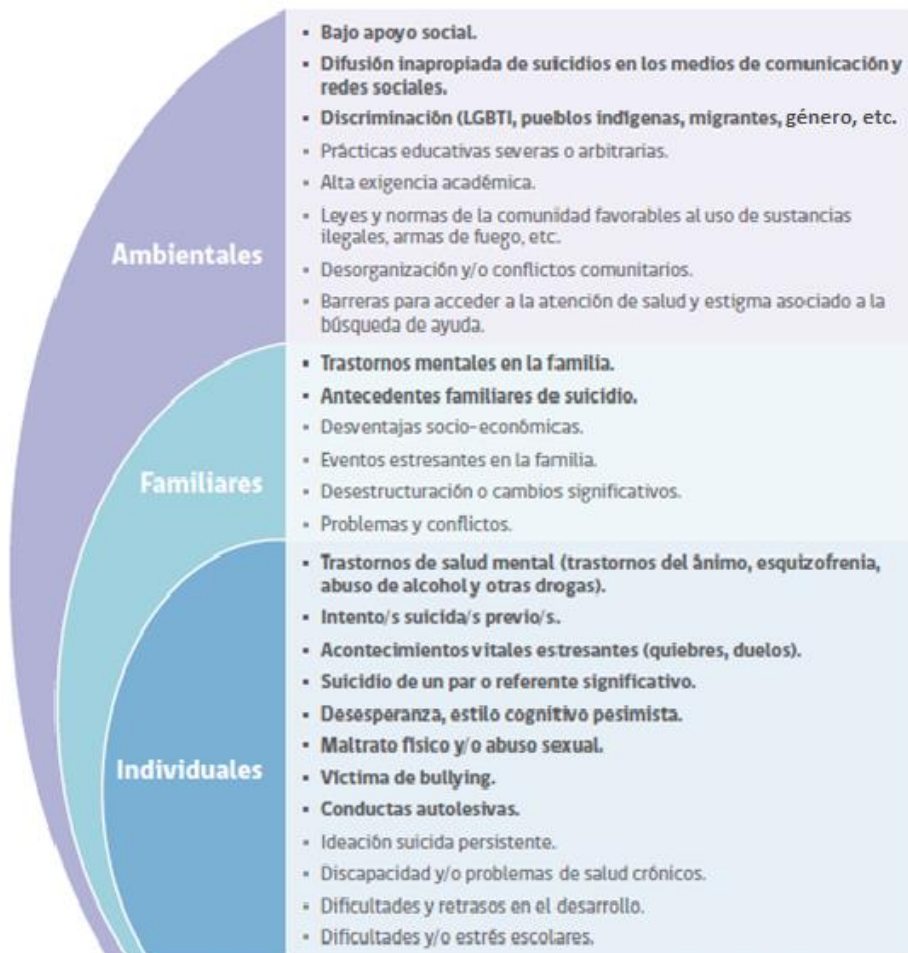 Ambientales
▪ Bajo apoyo social.
▪ Difusión inapropiada de suicidios en los medios de comunicación y
redes sociales.
▪ Discriminación (LGBTI, pueblos indígenas, migrantes, género, etc.
▪ Prácticas educativas severas o arbitrarias.
▪ Alta exigencia académica.
▪ Leyes y normas de la comunidad favorables al uso de sustancias
ilegales, armas de fuego, etc.
▪ Desorganización y/o conflictos comunitarios.
▪ Barreras para acceder a la atención de salud y estigma asociado a la
búsqueda de ayuda.
Familiares
▪ Trastornos mentales en la familia.
▪ Antecedentes familiares de suicidio.
▪ Desventajas socio-económicas.
▪ Eventos estresantes en la familia.
▪ Desestructuración o cambios significativos.
▪ Problemas y conflictos.
Individuales
▪ Trastornos de salud mental (trastornos del ánimo, esquizofrenia,
abuso de alcohol y otras drogas).
▪ Intento/s suicida/s previo/s.
▪ Acontecimientos vitales estresantes (quiebres, duelos).
▪ Suicidio de un par o referente significativo.
▪ Desesperanza, estilo cognitivo pesimista.
▪ Maltrato físico y/o abuso sexual.
▪ Víctima de bullying.
▪ Conductas autolesivas.
▪ Ideación suicida persistente.
▪ Discapacidad y/o problemas de salud crónicos.
▪ Dificultades y retrasos en el desarrollo.
▪ Dificultades y/o estrés escolares.